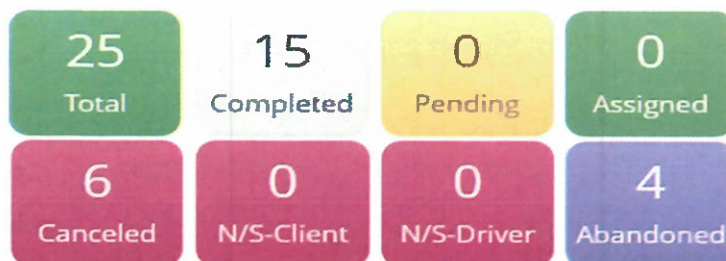 25 15 0 0
Total Completed Pending Assigned
6 0 0 4
Canceled N/S-Client N/S-Driver Abandoned